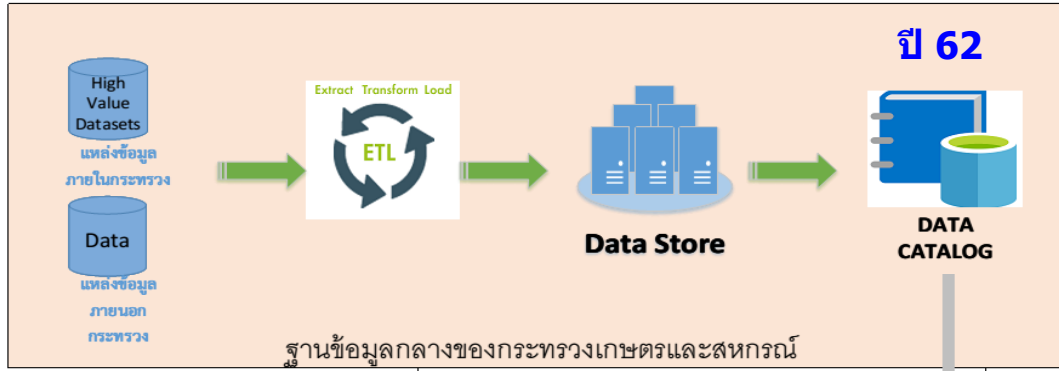 ปี 62
High
Value
Datasets
แหล่งข้อมูล
ภายในกระทรวง
Extract Transform Load
ETL
Data Store
DATA
CATALOG
Data
แหล่งข้อมูล
ภายนอก
กระทรวง
ฐานข้อมูลกลางของกระทรวงเกษตรและสหกรณ์